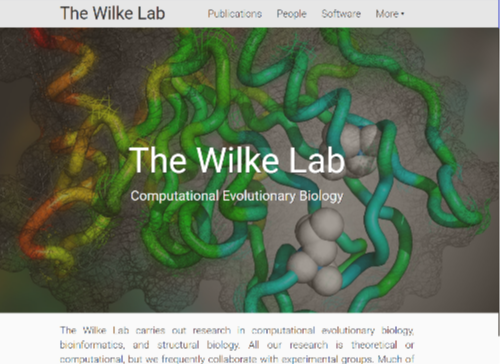 The Wilke Lab
Publications People Software More
The Wilke Lab
Computational Evolutionary Biology
The Wilke Lab carries out research in computational evolutionary biology,
bioinformatics, and structural biology. All our research is theoretical or
computational, but we frequently collaborate with experimental groups. Much of